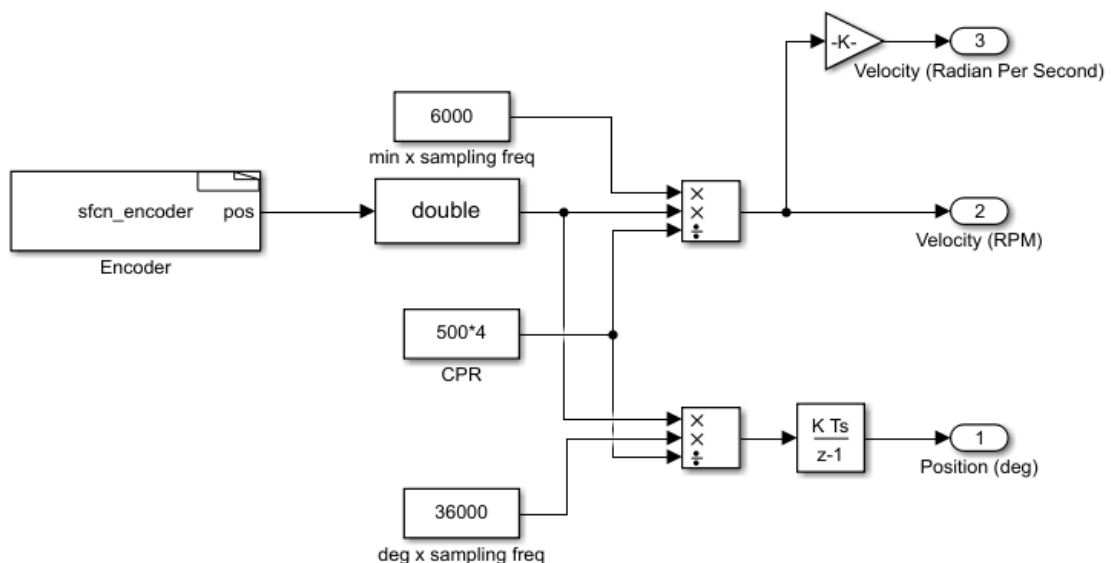 -K-
3
Velocity (Radian Per Second)
6000
min x sampling freq
sfcn_encoder pos
Encoder
double
×
×
÷
2
Velocity (RPM)
500*4
CPR
×
×
÷
K Ts
z-1
1
Position (deg)
36000
deg x sampling freq